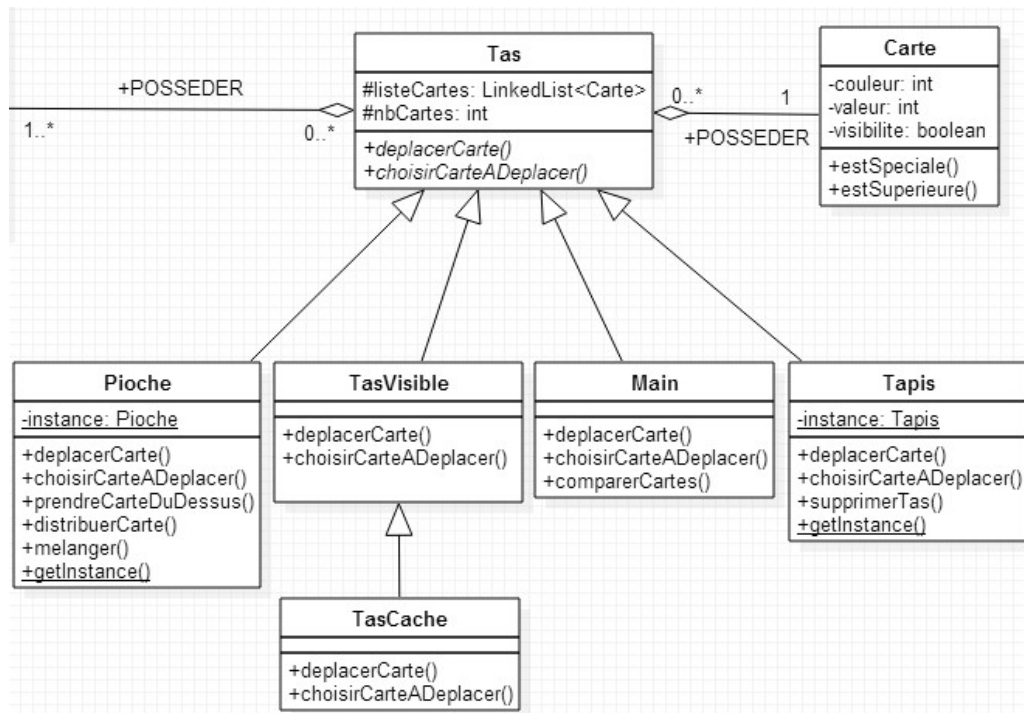 +POSSEDER
1..*
0..*
Tas
#listeCartes: LinkedList<Carte>
#nbCartes: int
+deplacerCarte()
+choisirCarteADeplacer()
0..*
1
+POSSEDER
Carte
-couleur: int
-valeur: int
-visibilite: boolean
+estSpeciale()
+estSuperieure()
Pioche
-instance: Pioche
+deplacerCarte()
+choisirCarteADeplacer()
+prendreCarteDuDessus()
+distribuerCarte()
+melanger()
+getInstance()
TasVisible
+deplacerCarte()
+choisirCarteADeplacer()
Main
+deplacerCarte()
+choisirCarteADeplacer()
+comparerCartes()
Tapis
-instance: Tapis
+deplacerCarte()
+choisirCarteADeplacer()
+supprimerTas()
+getInstance()
TasCache
+deplacerCarte()
+choisirCarteADeplacer()